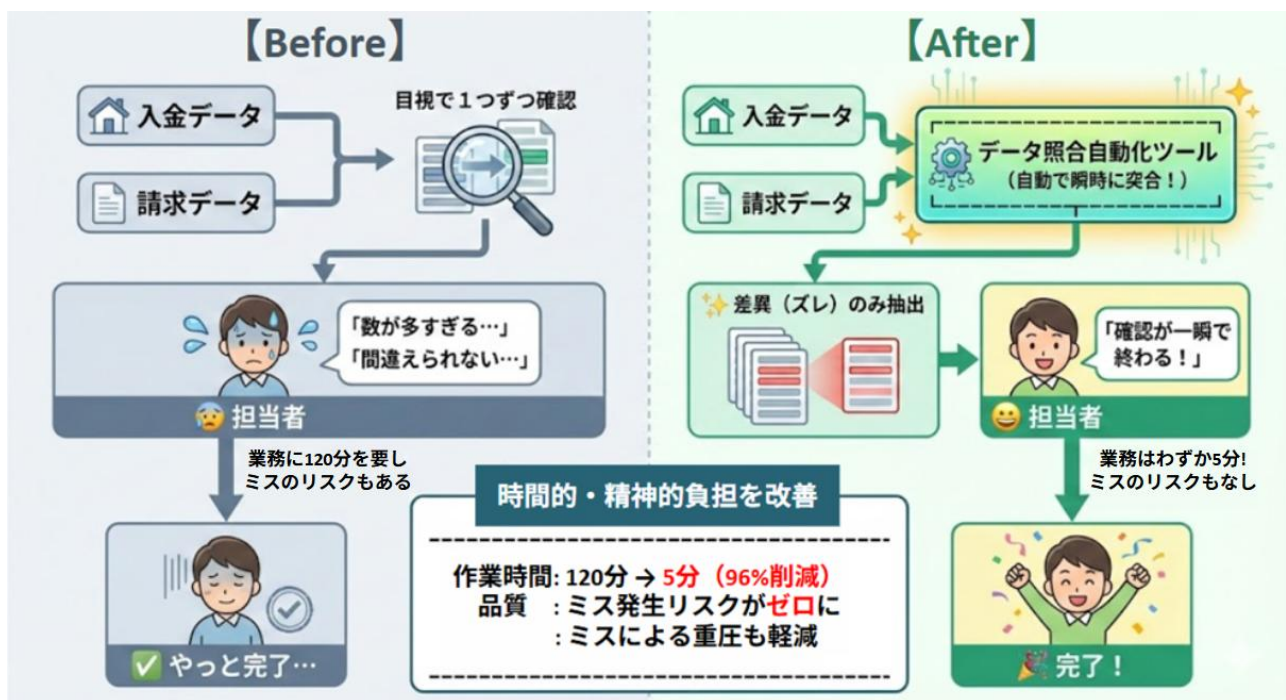 【Before】
入金データ
請求データ
目視で1つずつ確認
「数が多すぎる…」
「間違えられない…」
担当者
業務に120分を要し
ミスのリスクもある
やっと完了…
【After】
入金データ
請求データ
データ照合自動化ツール
（自動で瞬時に突合！）
差異（ズレ）のみ抽出
「確認が一瞬で
終わる！」
担当者
業務はわずか5分!
ミスのリスクもなし
完了！
時間的・精神的負担を改善
作業時間: 120分 → 5分（96%削減）
品質 : ミス発生リスクがゼロに
: ミスによる重圧も軽減